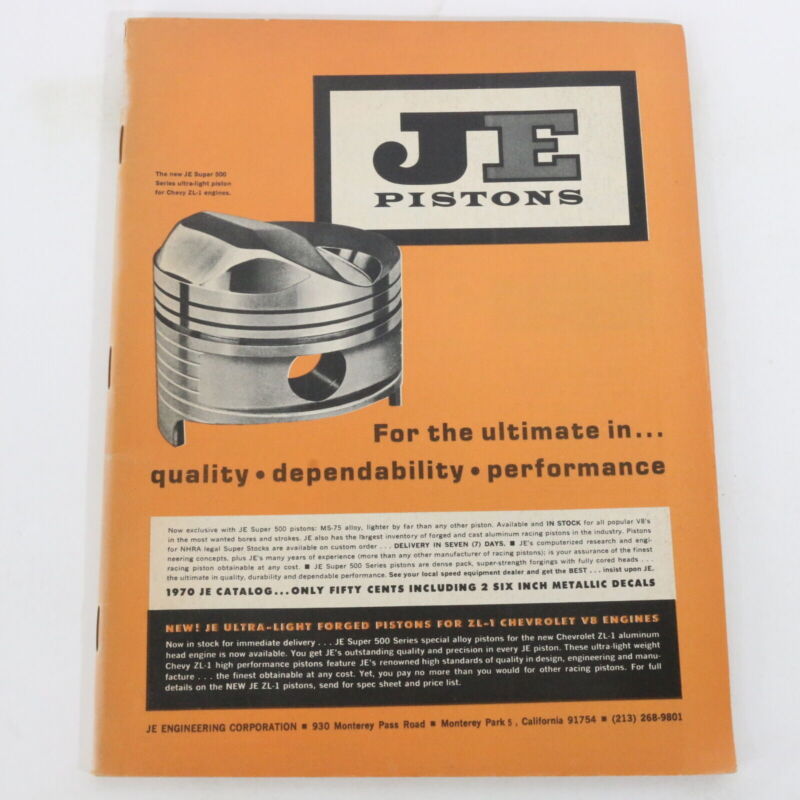 JE
PISTONS
The new JE Super 500
Series ultra-light piston
for Chevy ZL-1 engines.
For the ultimate in...
quality • dependability • performance
Now exclusive with JE Super 500 pistons: MS-75 alloy, lighter by far than any other piston. Available and IN STOCK for all popular V8's
in the most wanted bores and strokes. JE also has the largest inventory of forged and cast aluminum racing pistons in the industry. Pistons
for NHRA legal Super Stocks are available on custom order . . . DELIVERY IN SEVEN (7) DAYS. ■ JE's computerized research and engi-
neering concepts, plus JE's many years of experience (more than any other manufacturer of racing pistons); is your assurance of the finest
racing piston obtainable at any cost. ■ JE Super 500 Series pistons are dense pack, super-strength forgings with fully cored heads . . .
the ultimate in quality, durability and dependable performance. See your local speed equipment dealer and get the BEST . . . insist upon JE.
1970 JE CATALOG...ONLY FIFTY CENTS INCLUDING 2 SIX INCH METALLIC DECALS
NEW! JE ULTRA-LIGHT FORGED PISTONS FOR ZL-1 CHEVROLET V8 ENGINES
Now in stock for immediate delivery . . . JE Super 500 Series special alloy pistons for the new Chevrolet ZL-1 aluminum
head engine is now available. You get JE's outstanding quality and precision in every JE piston. These ultra-light weight
Chevy ZL-1 high performance pistons feature JE's renowned high standards of quality in design, engineering and manu-
facture . . . the finest obtainable at any cost. Yet, you pay no more than you would for other racing pistons. For full
details on the NEW JE ZL-1 pistons, send for spec sheet and price list.
JE ENGINEERING CORPORATION ■ 930 Monterey Pass Road ■ Monterey Park 5, California 91754 ■ (213) 268-9801